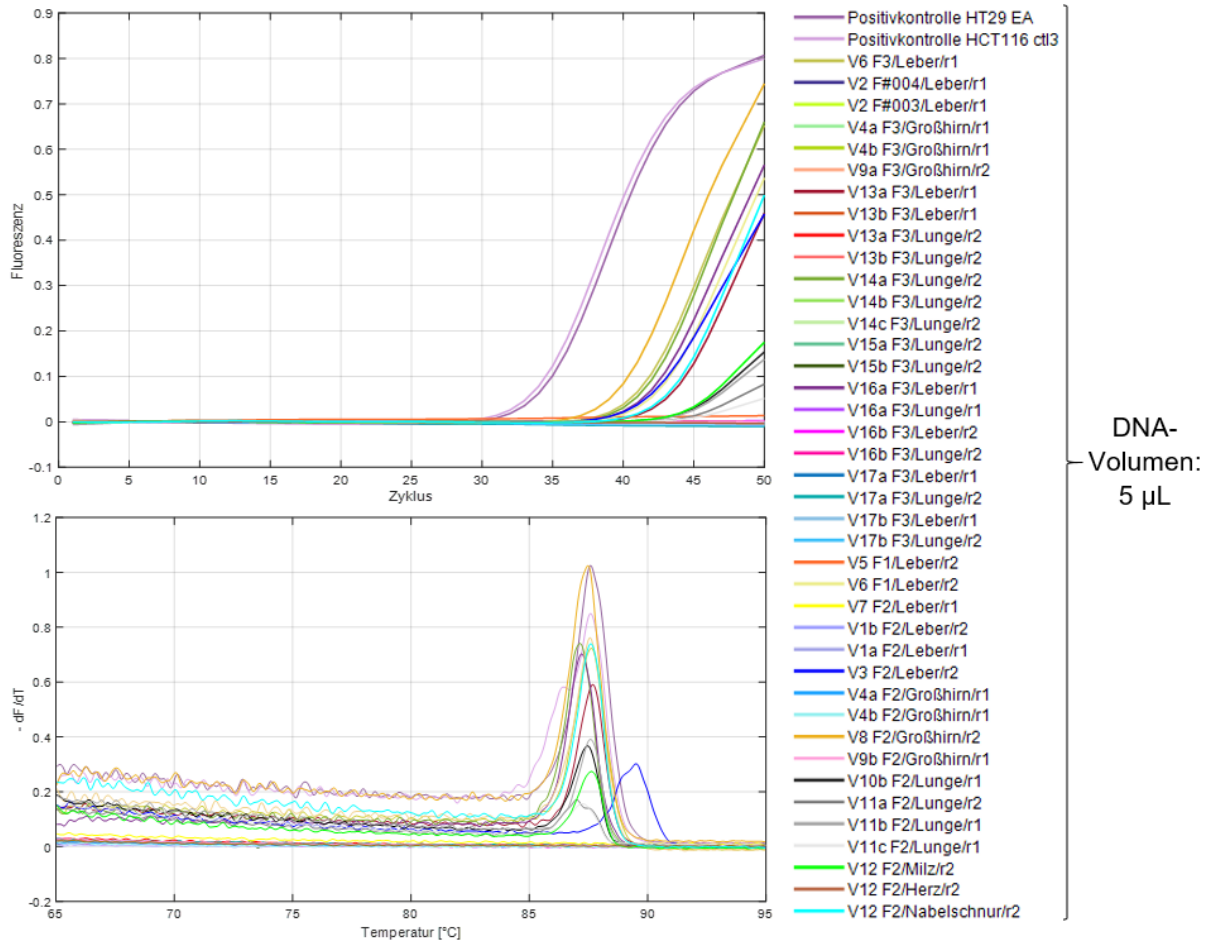 0.9
0.8
0.7
0.6
0.5
0.4
0.3
0.2
0.1
0
-0.1
Fluoreszenz
0 5 10 15 20 25 30 35 40 45 50
Zyklus
1.2
1
0.8
0.6
0.4
0.2
0
-0.2
- dF/dT
65 70 75 80 85 90 95
Temperatur [°C]
Positivkontrolle HT29 EA
Positivkontrolle HCT116 ctl3
V6 F3/Leber/r1
V2 F#004/Leber/r1
V2 F#003/Leber/r1
V4a F3/Großhirn/r1
V4b F3/Großhirn/r1
V9a F3/Großhirn/r2
V13a F3/Leber/r1
V13b F3/Leber/r1
V13a F3/Lunge/r2
V13b F3/Lunge/r2
V14a F3/Lunge/r2
V14b F3/Lunge/r2
V14c F3/Lunge/r2
V15a F3/Lunge/r2
V15b F3/Lunge/r2
V16a F3/Leber/r1
V16a F3/Lunge/r1
V16b F3/Leber/r2
V16b F3/Lunge/r2
V17a F3/Leber/r1
V17a F3/Lunge/r2
V17b F3/Leber/r1
V17b F3/Lunge/r2
V5 F1/Leber/r2
V6 F1/Leber/r2
V7 F2/Leber/r1
V1b F2/Leber/r2
V1a F2/Leber/r1
V3 F2/Leber/r2
V4a F2/Großhirn/r1
V4b F2/Großhirn/r1
V8 F2/Großhirn/r2
V9b F2/Großhirn/r1
V10b F2/Lunge/r1
V11a F2/Lunge/r2
V11b F2/Lunge/r1
V11c F2/Lunge/r1
V12 F2/Milz/r2
V12 F2/Herz/r2
V12 F2/Nabelschnur/r2
DNA-
Volumen:
5 µL